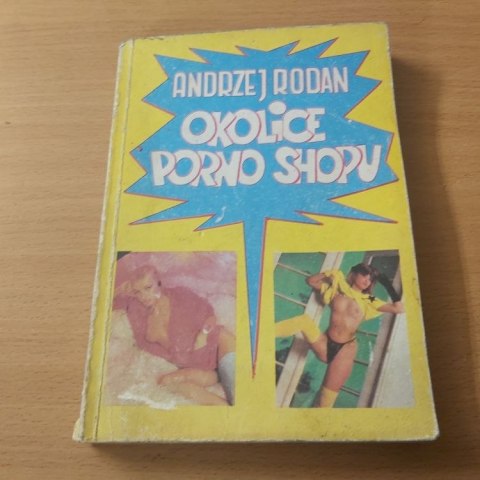 ANDRZEJ RODAN
OKOLICE
PORNO SHOPU